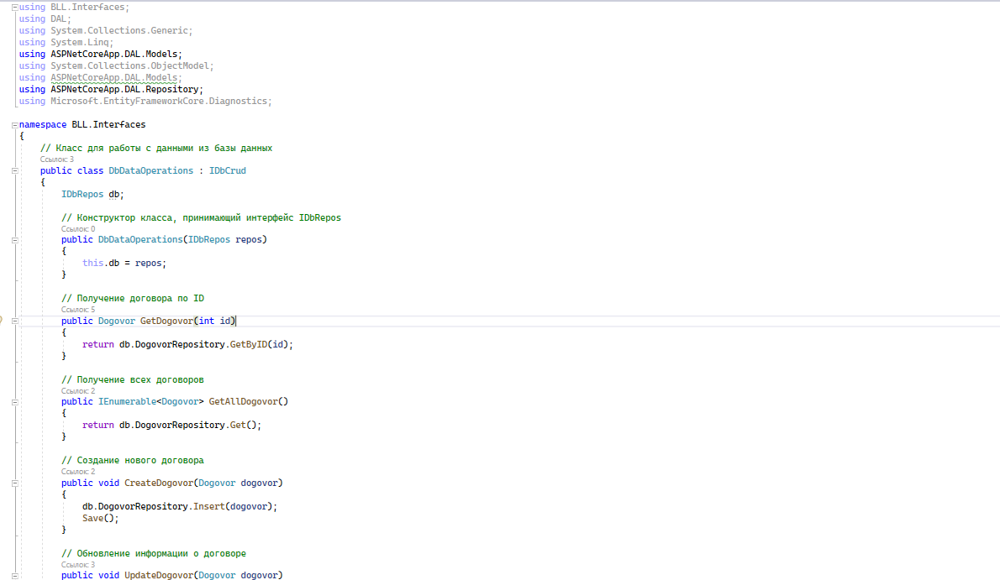 using BLL.Interfaces;
using DAL;
using System.Collections.Generic;
using System.Linq;
using ASPNetCoreApp.DAL.Models;
using System.Collections.ObjectModel;
using ASPNetCoreApp.DAL.Models;
using ASPNetCoreApp.DAL.Repository;
using Microsoft.EntityFrameworkCore.Diagnostics;
namespace BLL.Interfaces
{
// Класс для работы с данными из базы данных
Ссылок: 3
public class DbDataOperations : IDbCrud
{
IDbRepos db;
// Конструктор класса, принимающий интерфейс IDbRepos
Ссылок: 0
public DbDataOperations(IDbRepos repos)
{
this.db = repos;
}
// Получение договора по ID
Ссылок: 5
public Dogovor GetDogovor(int id)
{
return db.DogovorRepository.GetByID(id);
}
// Получение всех договоров
Ссылок: 2
public IEnumerable<Dogovor> GetAllDogovor()
{
return db.DogovorRepository.Get();
}
// Создание нового договора
Ссылок: 2
public void CreateDogovor(Dogovor dogovor)
{
db.DogovorRepository.Insert(dogovor);
Save();
}
// Обновление информации о договоре
Ссылок: 3
public void UpdateDogovor(Dogovor dogovor)